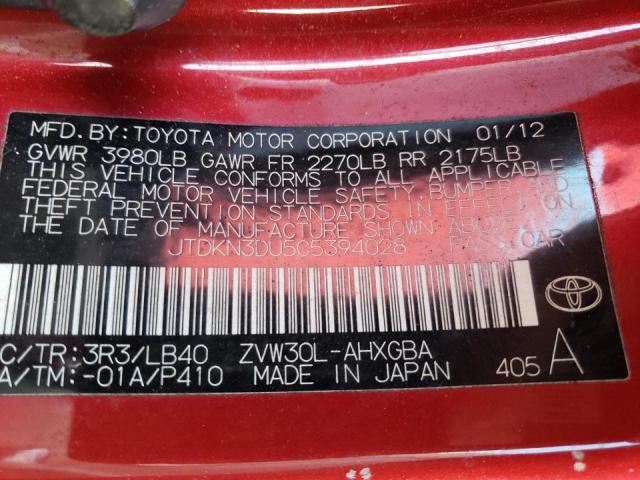 MFD. BY: TOYOTA MOTOR CORPORATION 01/12
GVWR 3980LB GAWR FR 2270LB RR 2175LB
THIS VEHICLE CONFORMS TO ALL APPLICABLE
FEDERAL MOTOR VEHICLE SAFETY, BUMPER AND
THEFT PREVENTION STANDARDS IN EFFECT ON
THE DATE OF MANUFACTURE SHOWN ABOVE.
JTDKN3DU5C5394028 PASS. CAR
C/TR: 3R3/LB40 ZVW30L-AHXGBA
A/TM: -01A/P410 MADE IN JAPAN 405 A
TOYOTA